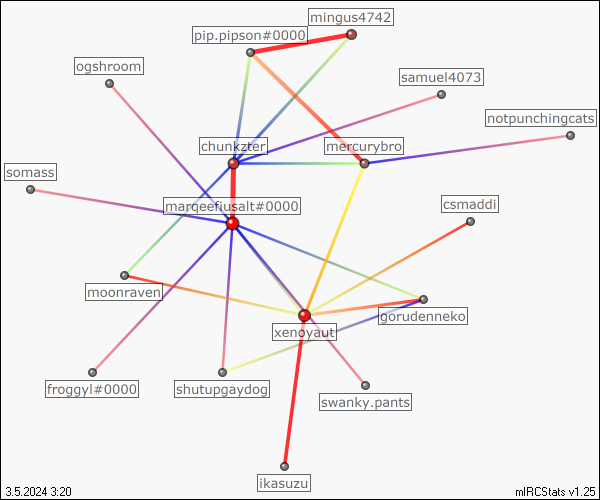 mingus4742
pip.pipson#0000
ogshroom
samuel4073
notpunchingcats
chunkzter
mercurybro
somass
marqeefiusalt#0000
csmaddi
moonraven
gorudenneko
xenoyaut
froggyl#0000
shutupgaydog
swanky.pants
ikasuzu
3.5.2024 3:20
mIRCStats v1.25